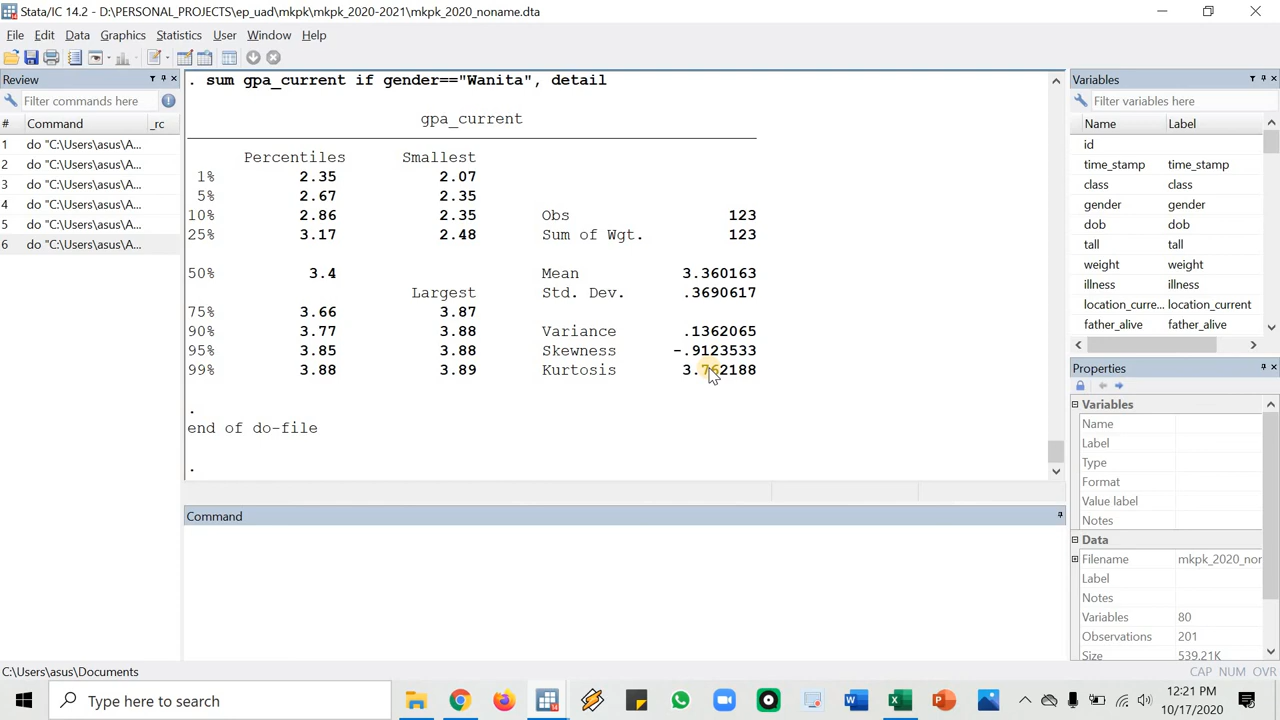 Stata/IC 14.2 - D:\PERSONAL_PROJECTS\ep_uad\mkpk\mkpk_2020-2021\mkpk_2020_noname.dta
File Edit Data Graphics Statistics User Window Help
Review
Filter commands here
# Command _rc
1 do "C:\Users\asus\A...
2 do "C:\Users\asus\A...
3 do "C:\Users\asus\A...
4 do "C:\Users\asus\A...
5 do "C:\Users\asus\A...
6 do "C:\Users\asus\A...
. sum gpa_current if gender=="Wanita", detail
gpa_current
Percentiles Smallest
1% 2.35 2.07
5% 2.67 2.35
10% 2.86 2.35 Obs 123
25% 3.17 2.48 Sum of Wgt. 123
50% 3.4 Mean 3.360163
Largest Std. Dev. .3690617
75% 3.66 3.87
90% 3.77 3.88 Variance .1362065
95% 3.85 3.88 Skewness -.9123533
99% 3.88 3.89 Kurtosis 3.762188
.
end of do-file
.
Command
Variables
Filter variables here
Name Label
id
time_stamp time_stamp
class class
gender gender
dob dob
tall tall
weight weight
illness illness
location_curre... location_current
father_alive father_alive
Properties
Variables
Name
Label
Type
Format
Value label
Notes
Data
Filename mkpk_2020_nor
Label
Notes
Variables 80
Observations 201
Size 539.21K
C:\Users\asus\Documents
CAP NUM OVR
Type here to search
12:21 PM
10/17/2020